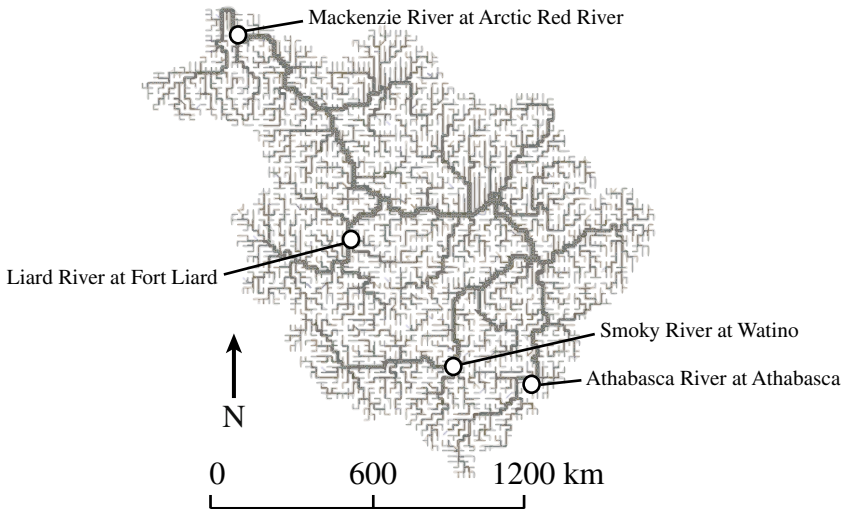 Mackenzie River at Arctic Red River
Liard River at Fort Liard
Smoky River at Watino
Athabasca River at Athabasca
N
0 600 1200 km